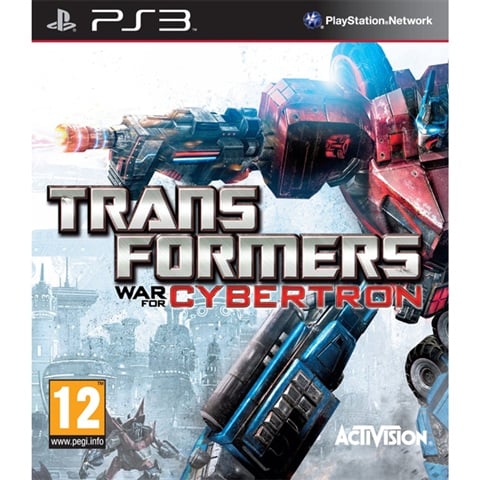 PS3
PlayStation®Network
TRANS
FORMERS
WAR
FOR
CYBERTRON
12
www.pegi.info
ACTIVISION